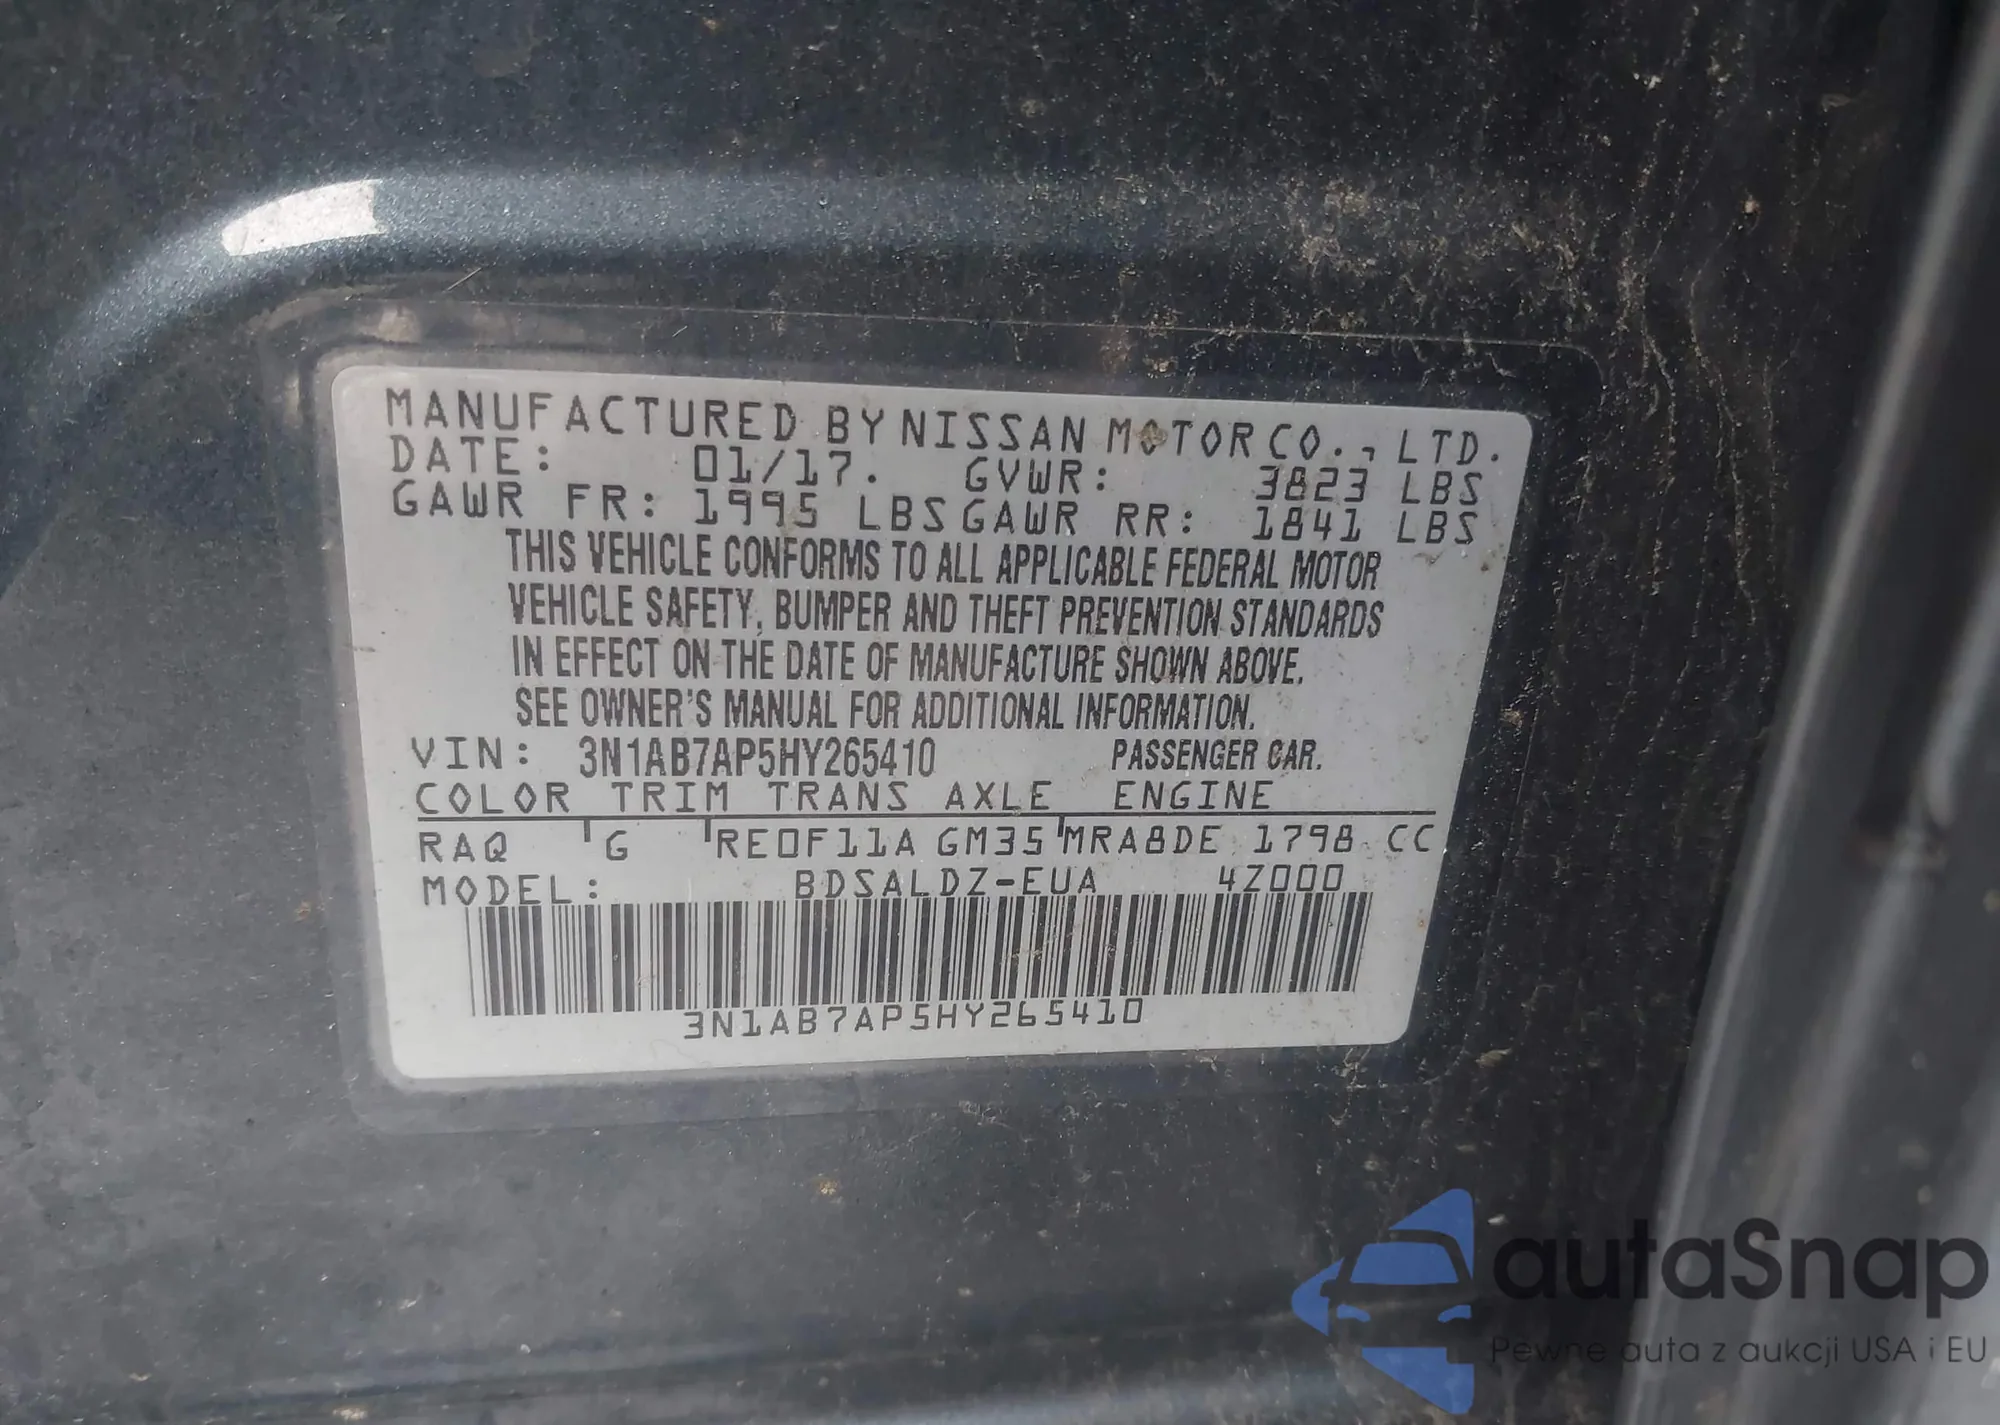 MANUFACTURED BY NISSAN MOTOR CO., LTD.
DATE: 01/17. GVWR: 3823 LBS
GAWR FR: 1995 LBS GAWR RR: 1841 LBS
THIS VEHICLE CONFORMS TO ALL APPLICABLE FEDERAL MOTOR
VEHICLE SAFETY, BUMPER AND THEFT PREVENTION STANDARDS
IN EFFECT ON THE DATE OF MANUFACTURE SHOWN ABOVE.
SEE OWNER'S MANUAL FOR ADDITIONAL INFORMATION.
VIN: 3N1AB7AP5HY265410 PASSENGER CAR.
COLOR TRIM TRANS AXLE ENGINE
RAQ G RE0F11A GM35 MRA8DE 1798 CC
MODEL: BDSALDZ-EUA 4Z000
3N1AB7AP5HY265410
autaSnap
Pewne auta z aukcji USA i EU